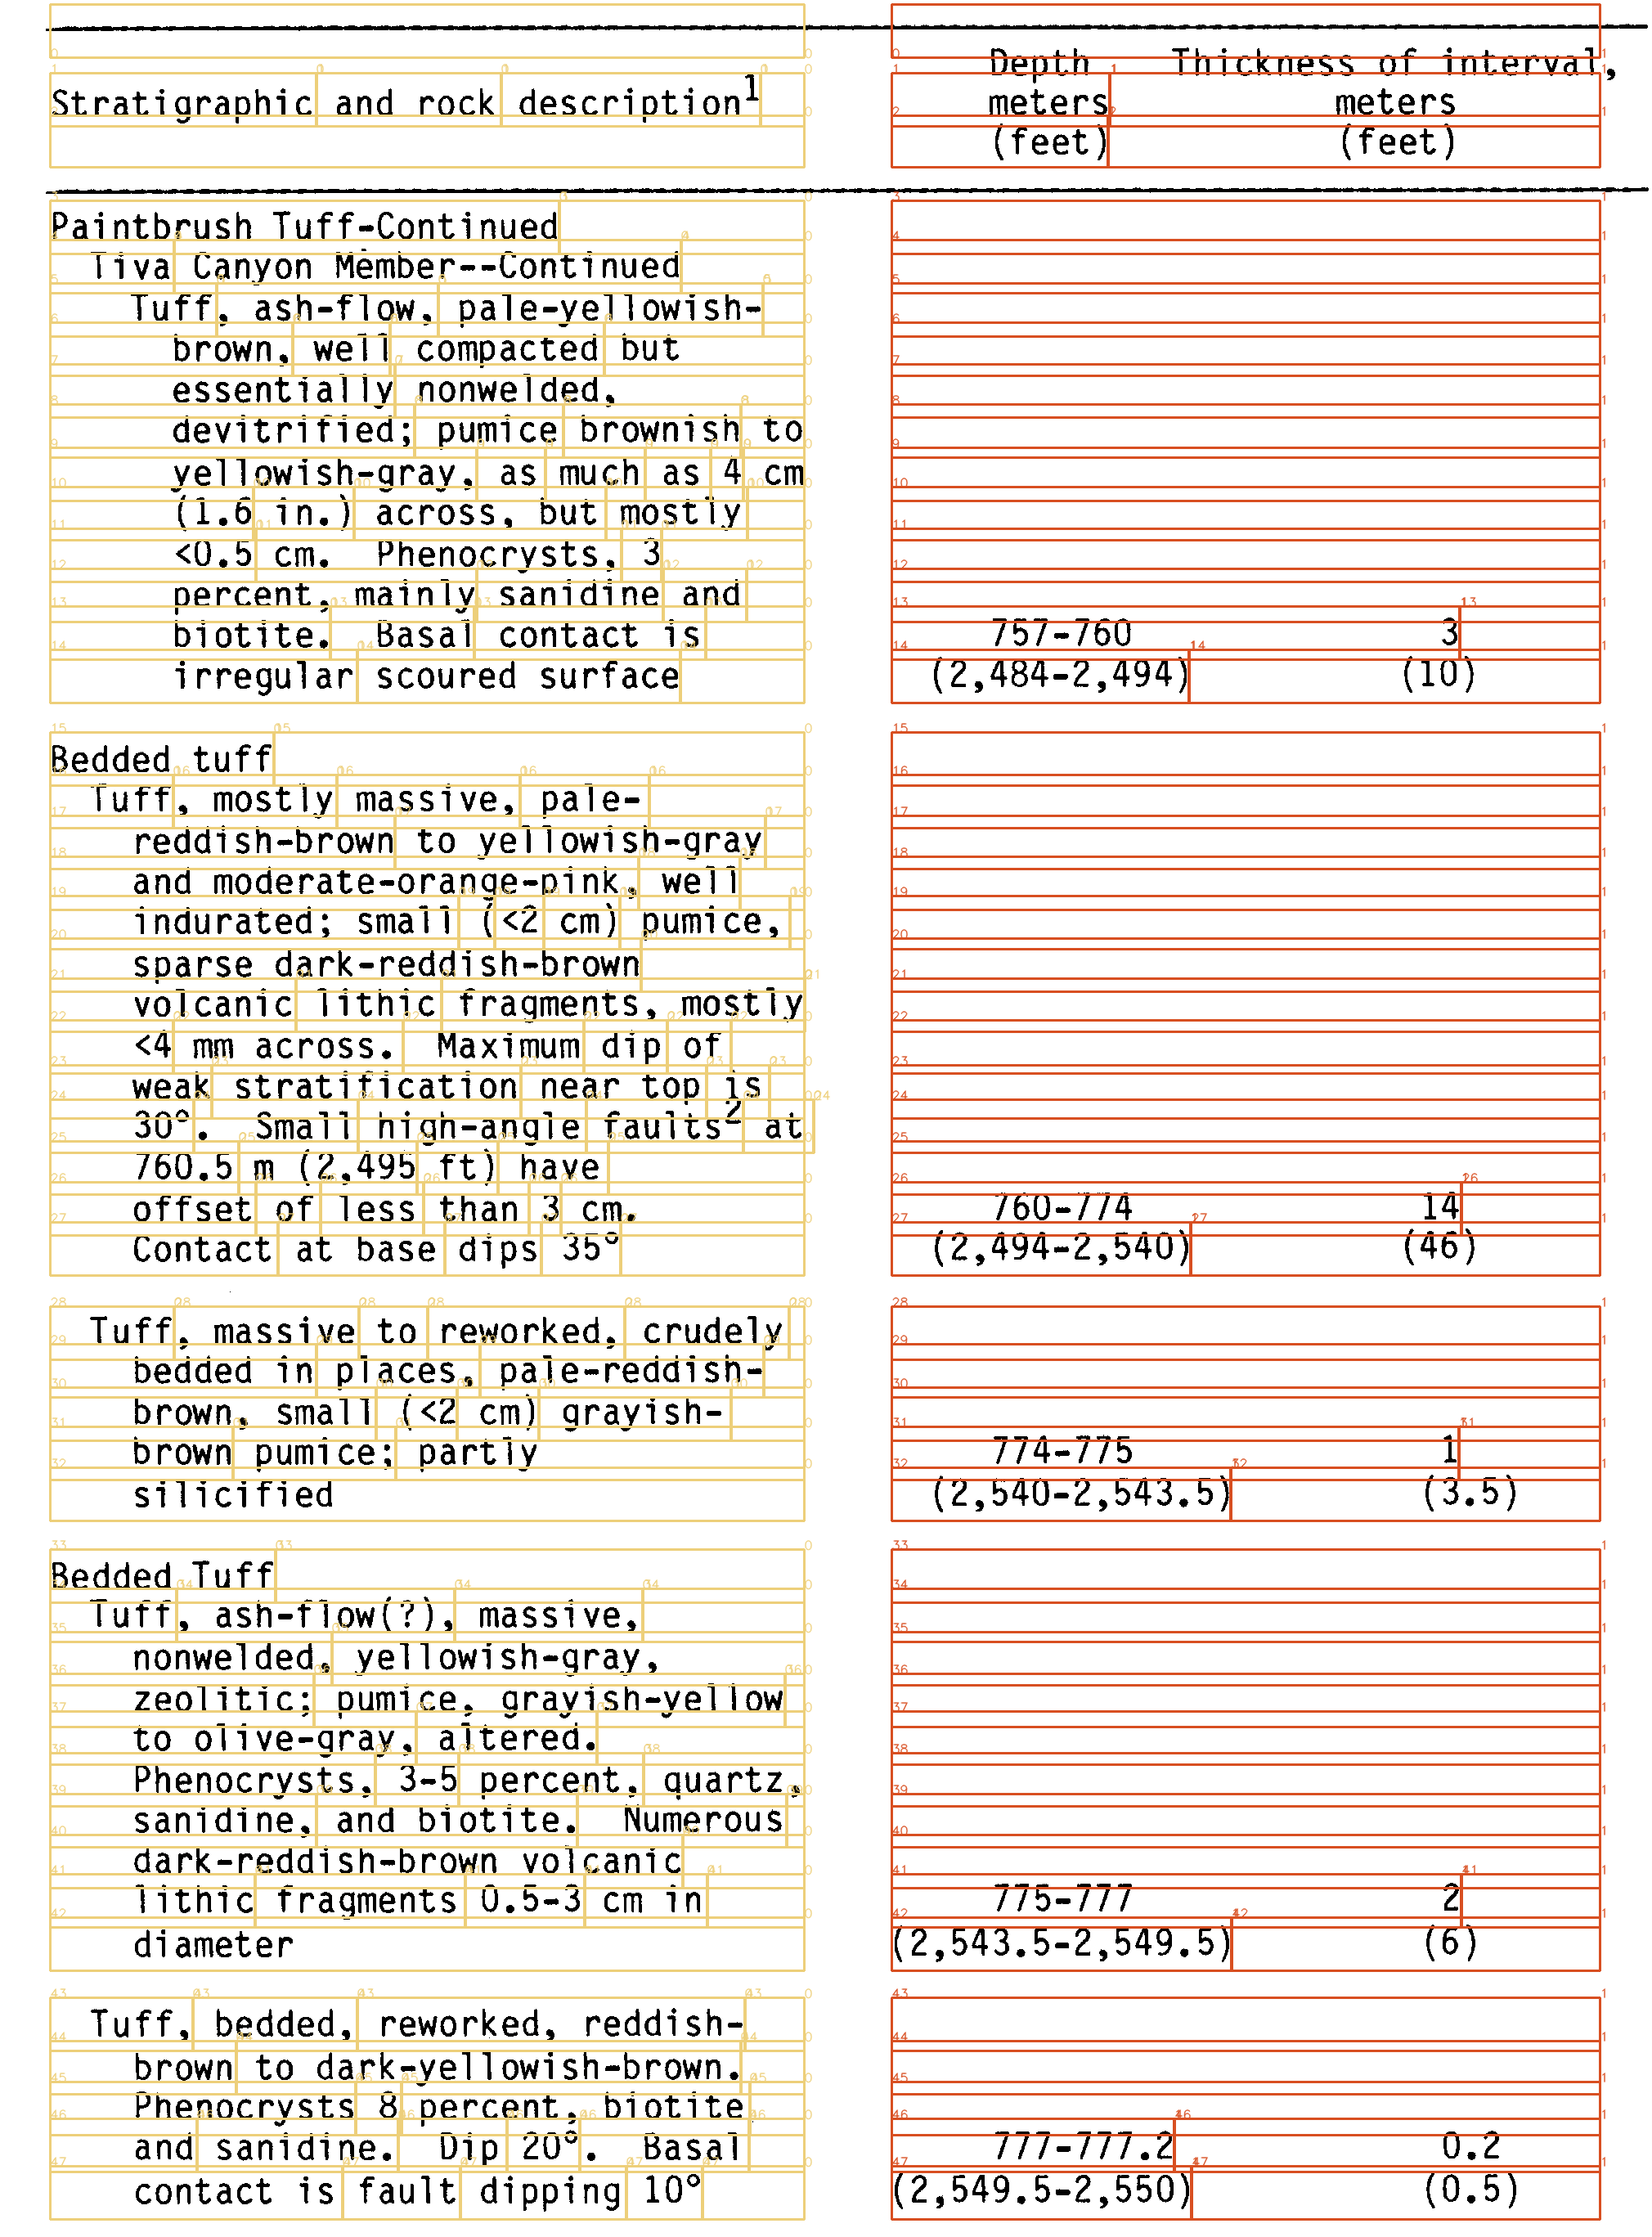 Depth Thickness of interval,
Stratigraphic and rock description1 meters meters
(feet) (feet)
Paintbrush Tuff-Continued
Tiva Canyon Member--Continued
Tuff, ash-flow, pale-yellowish-
brown, well compacted but
essentially nonwelded,
devitrified; pumice brownish to
yellowish-gray, as much as 4 cm
(1.6 in.) across, but mostly
<0.5 cm. Phenocrysts, 3
percent, mainly sanidine and
biotite. Basal contact is 757-760 3
irregular scoured surface (2,484-2,494) (10)
Bedded tuff
Tuff, mostly massive, pale-
reddish-brown to yellowish-gray
and moderate-orange-pink, well
indurated; small (<2 cm) pumice,
sparse dark-reddish-brown
volcanic lithic fragments, mostly
<4 mm across. Maximum dip of
weak stratification near top is
30°. Small high-angle faults2 at
760.5 m (2,495 ft) have
offset of less than 3 cm. 760-774 14
Contact at base dips 35° (2,494-2,540) (46)
Tuff, massive to reworked, crudely
bedded in places, pale-reddish-
brown, small (<2 cm) grayish-
brown pumice; partly 774-775 1
silicified (2,540-2,543.5) (3.5)
Bedded Tuff
Tuff, ash-flow(?), massive,
nonwelded, yellowish-gray,
zeolitic; pumice, grayish-yellow
to olive-gray, altered.
Phenocrysts, 3-5 percent, quartz,
sanidine, and biotite. Numerous
dark-reddish-brown volcanic
lithic fragments 0.5-3 cm in 775-777 2
diameter (2,543.5-2,549.5) (6)
Tuff, bedded, reworked, reddish-
brown to dark-yellowish-brown.
Phenocrysts 8 percent, biotite
and sanidine. Dip 20°. Basal 777-777.2 0.2
contact is fault dipping 10° (2,549.5-2,550) (0.5)